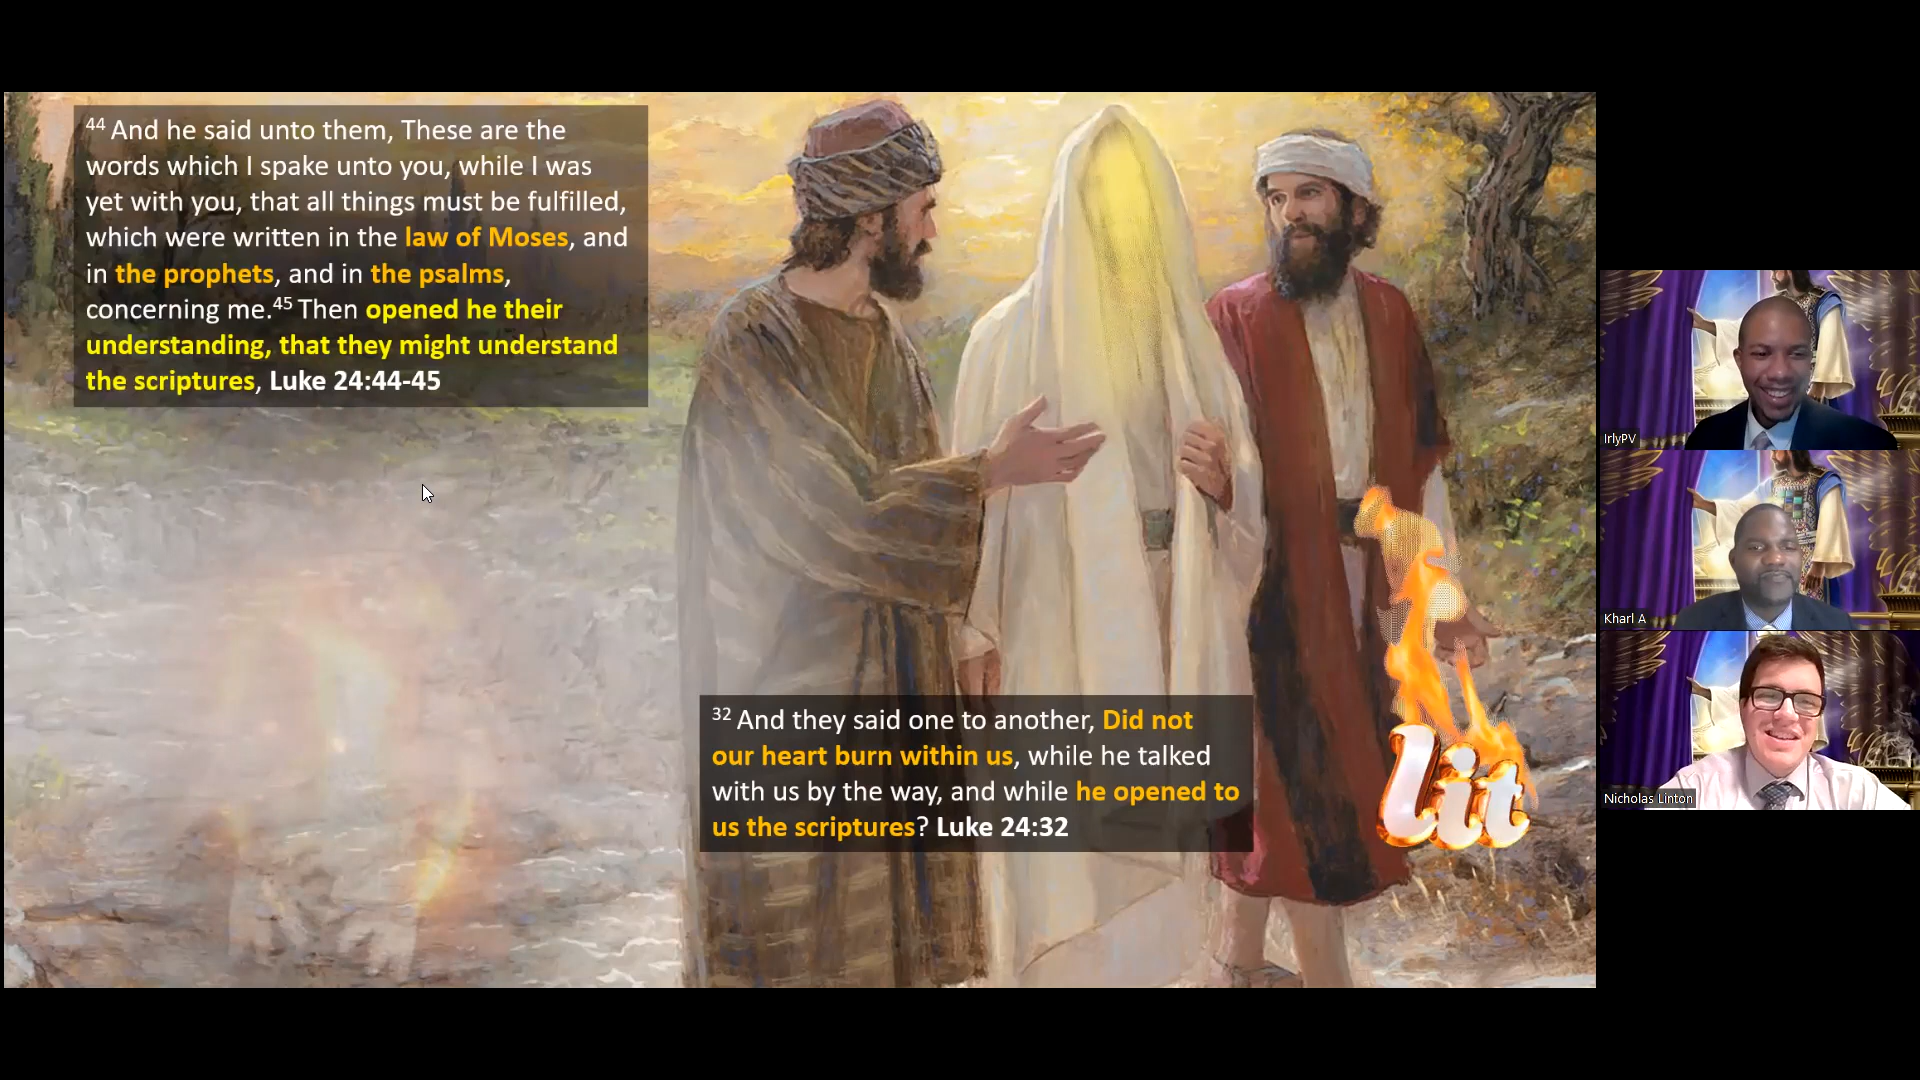 44 And he said unto them, These are the
words which I spake unto you, while I was
yet with you, that all things must be fulfilled,
which were written in the law of Moses, and
in the prophets, and in the psalms,
concerning me.45 Then opened he their
understanding, that they might understand
the scriptures, Luke 24:44-45
32 And they said one to another, Did not
our heart burn within us, while he talked
with us by the way, and while he opened to
us the scriptures? Luke 24:32
lit
IrlyPV
Kharl A
Nicholas Linton